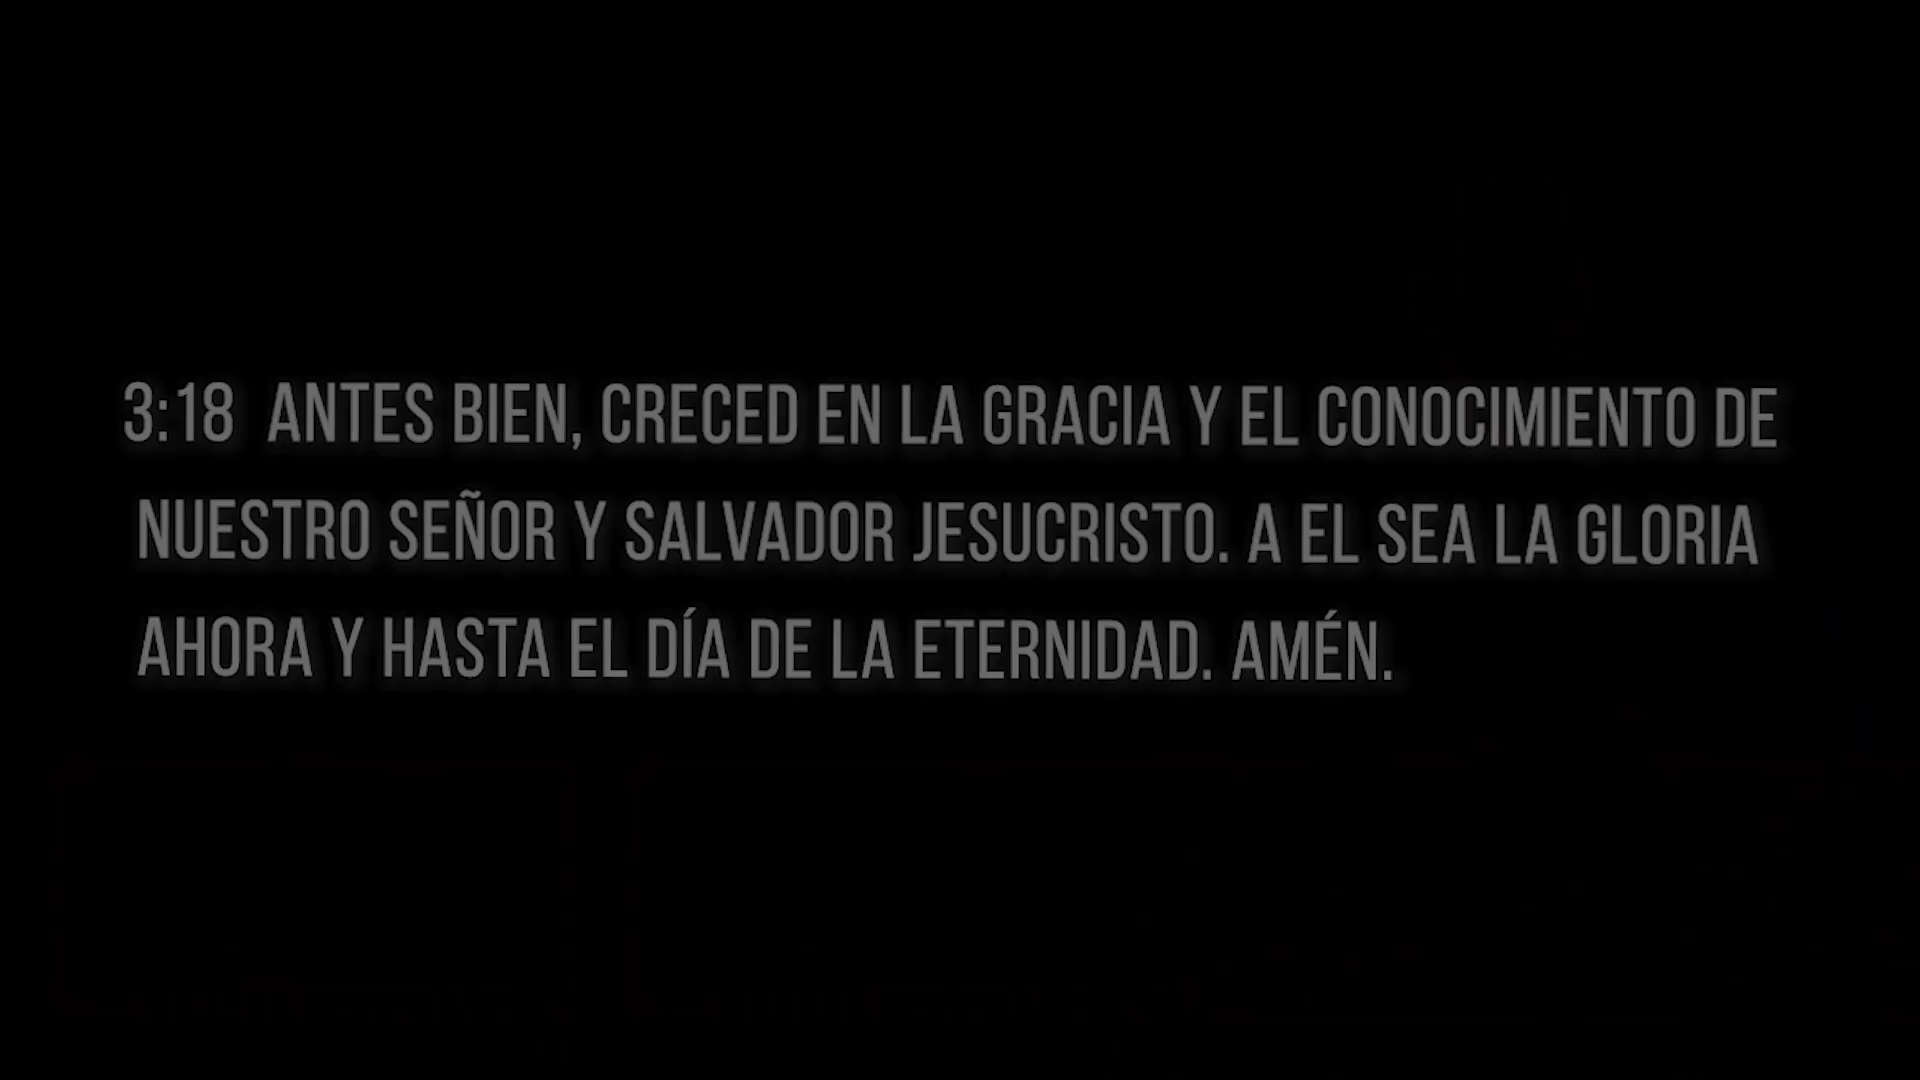 3:18 ANTES BIEN, CRECED EN LA GRACIA Y EL CONOCIMIENTO DE
NUESTRO SEÑOR Y SALVADOR JESUCRISTO. A EL SEA LA GLORIA
AHORA Y HASTA EL DÍA DE LA ETERNIDAD. AMÉN.